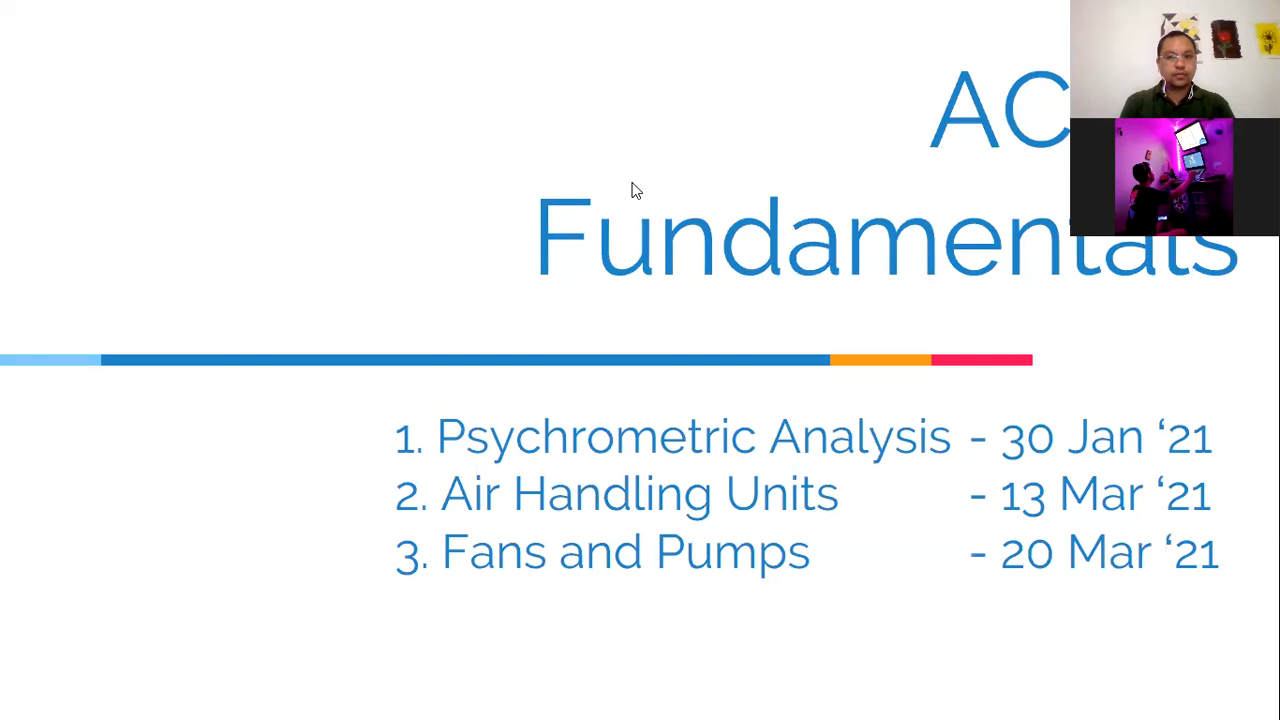 AC
Fundamentals
1. Psychrometric Analysis - 30 Jan ‘21
2. Air Handling Units - 13 Mar ‘21
3. Fans and Pumps - 20 Mar ‘21